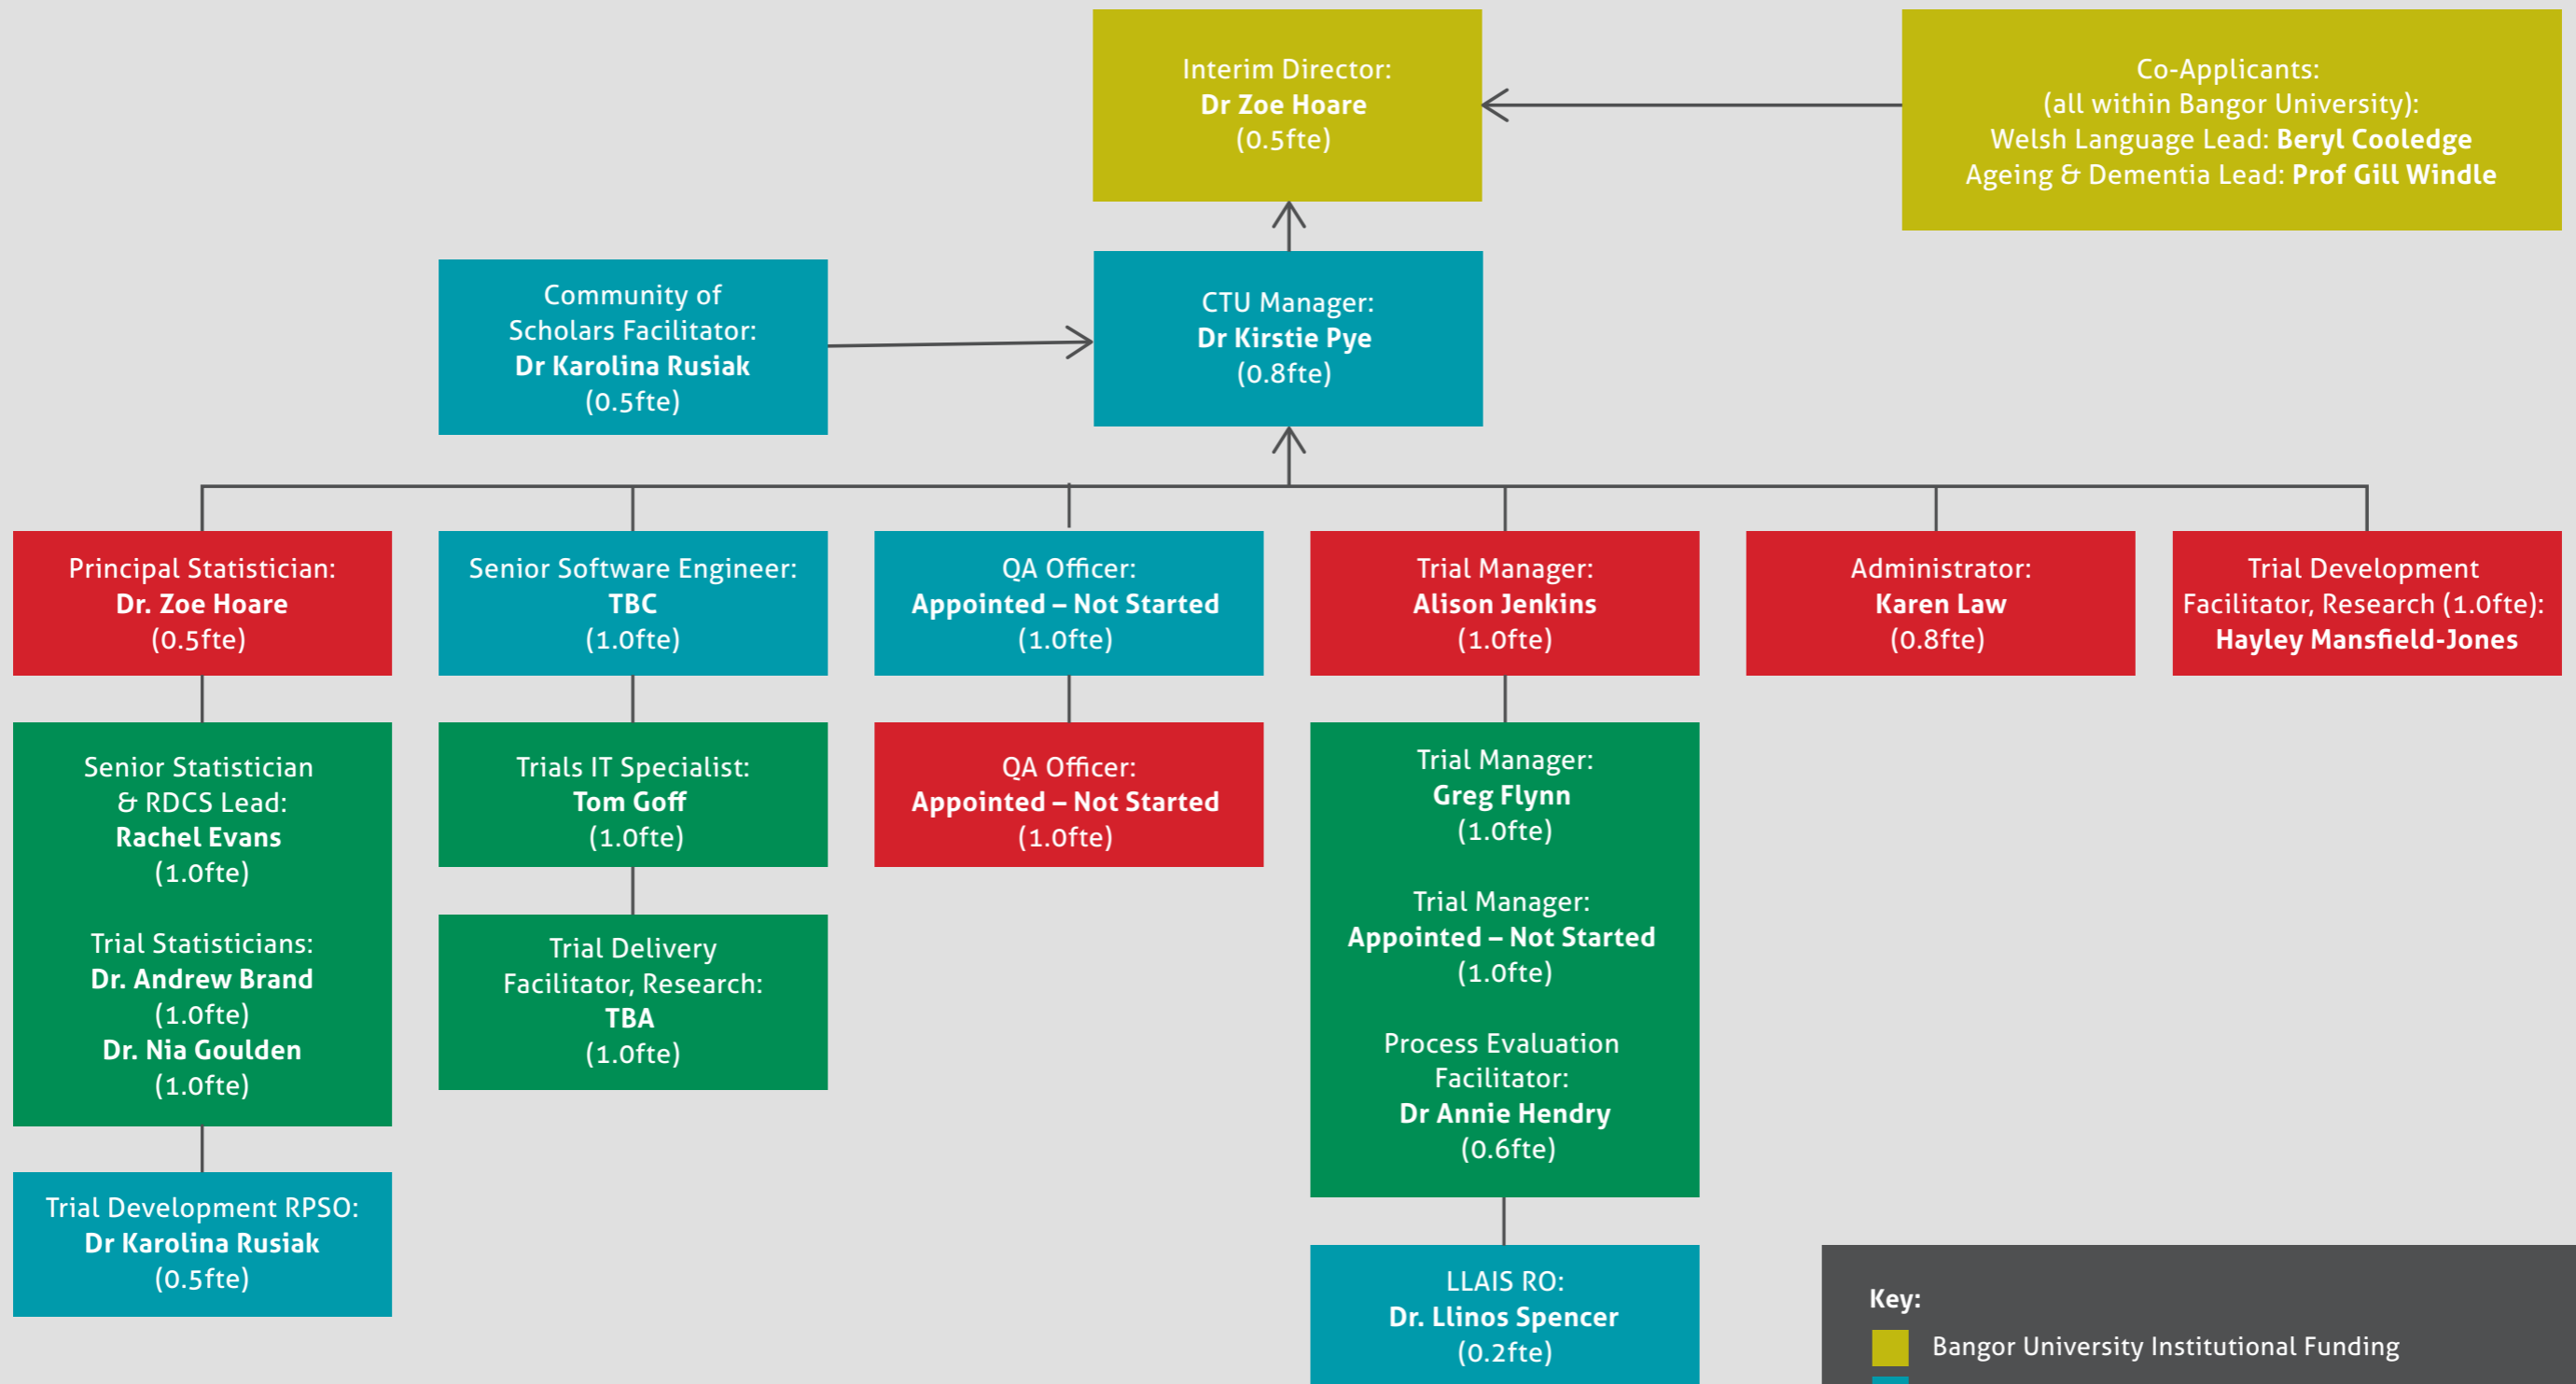 Interim Director:
Dr Zoe Hoare
(0.5fte)
Co-Applicants:
(all within Bangor University):
Welsh Language Lead: Beryl Cooledge
Ageing & Dementia Lead: Prof Gill Windle
Community of
Scholars Facilitator:
Dr Karolina Rusiak
(0.5fte)
CTU Manager:
Dr Kirstie Pye
(0.8fte)
Principal Statistician:
Dr. Zoe Hoare
(0.5fte)
Senior Software Engineer:
TBC
(1.0fte)
QA Officer:
Appointed – Not Started
(1.0fte)
Trial Manager:
Alison Jenkins
(1.0fte)
Administrator:
Karen Law
(0.8fte)
Trial Development
Facilitator, Research (1.0fte):
Hayley Mansfield-Jones
Senior Statistician
& RDCS Lead:
Rachel Evans
(1.0fte)
Trial Statisticians:
Dr. Andrew Brand
(1.0fte)
Dr. Nia Goulden
(1.0fte)
Trials IT Specialist:
Tom Goff
(1.0fte)
QA Officer:
Appointed – Not Started
(1.0fte)
Trial Manager:
Greg Flynn
(1.0fte)
Trial Manager:
Appointed – Not Started
(1.0fte)
Process Evaluation
Facilitator:
Dr Annie Hendry
(0.6fte)
Trial Delivery
Facilitator, Research:
TBA
(1.0fte)
Trial Development RPSO:
Dr Karolina Rusiak
(0.5fte)
LLAIS RO:
Dr. Llinos Spencer
(0.2fte)
Key:
Bangor University Institutional Funding